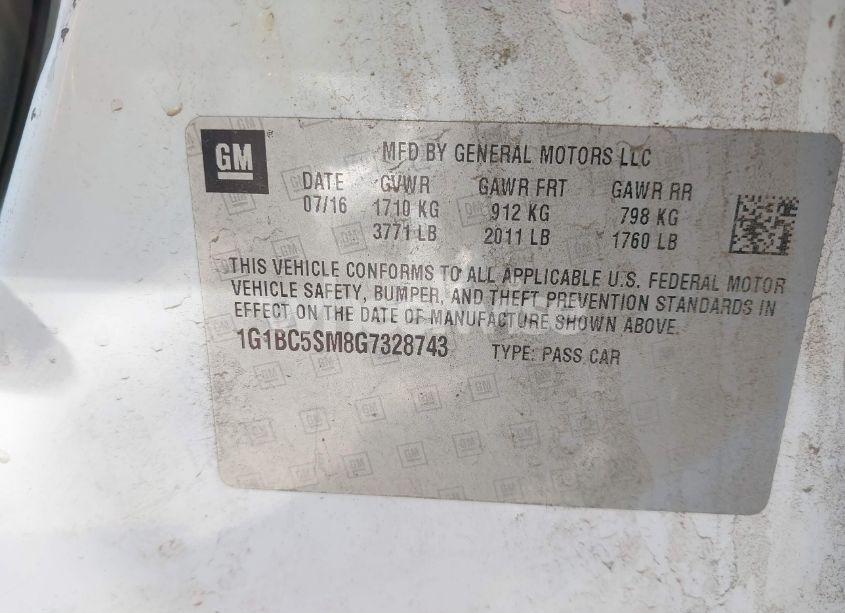 GM
MFD BY GENERAL MOTORS LLC
DATE GVWR GAWR FRT GAWR RR
07/16 1710 KG 912 KG 798 KG
3771 LB 2011 LB 1760 LB
THIS VEHICLE CONFORMS TO ALL APPLICABLE U.S. FEDERAL MOTOR
VEHICLE SAFETY, BUMPER, AND THEFT PREVENTION STANDARDS IN
EFFECT ON THE DATE OF MANUFACTURE SHOWN ABOVE.
1G1BC5SM8G7328743 TYPE: PASS CAR